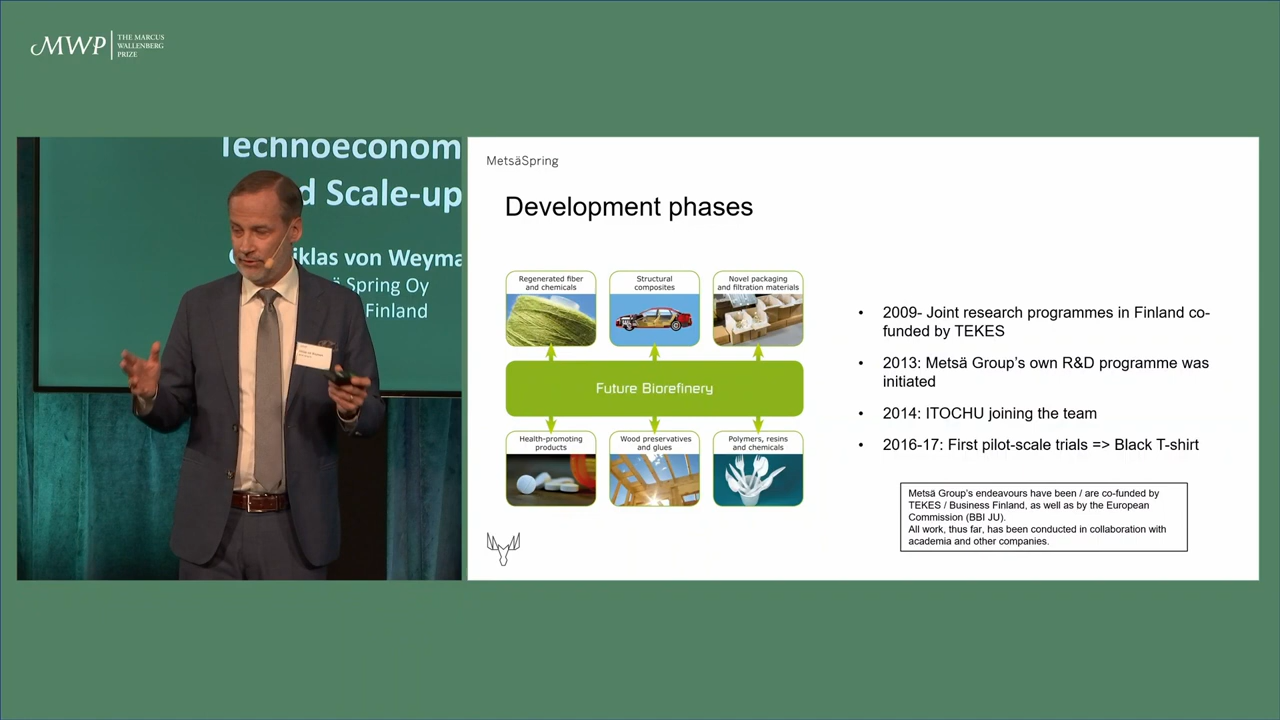 MWP
THE MARCUS
WALLENBERG
PRIZE
Technoeconom
d Scale-up
iklas von Weyma
Spring Oy
Finland
MetsäSpring
Development phases
Regenerated fiber
and chemicals
Structural
composites
Novel packaging
and filtration materials
Future Biorefinery
Health-promoting
products
Wood preservatives
and glues
Polymers, resins
and chemicals
• 2009- Joint research programmes in Finland co-
funded by TEKES
• 2013: Metsä Group's own R&D programme was
initiated
• 2014: ITOCHU joining the team
• 2016-17: First pilot-scale trials => Black T-shirt
Metsä Group's endeavours have been / are co-funded by
TEKES / Business Finland, as well as by the European
Commission (BBI JU).
All work, thus far, has been conducted in collaboration with
academia and other companies.